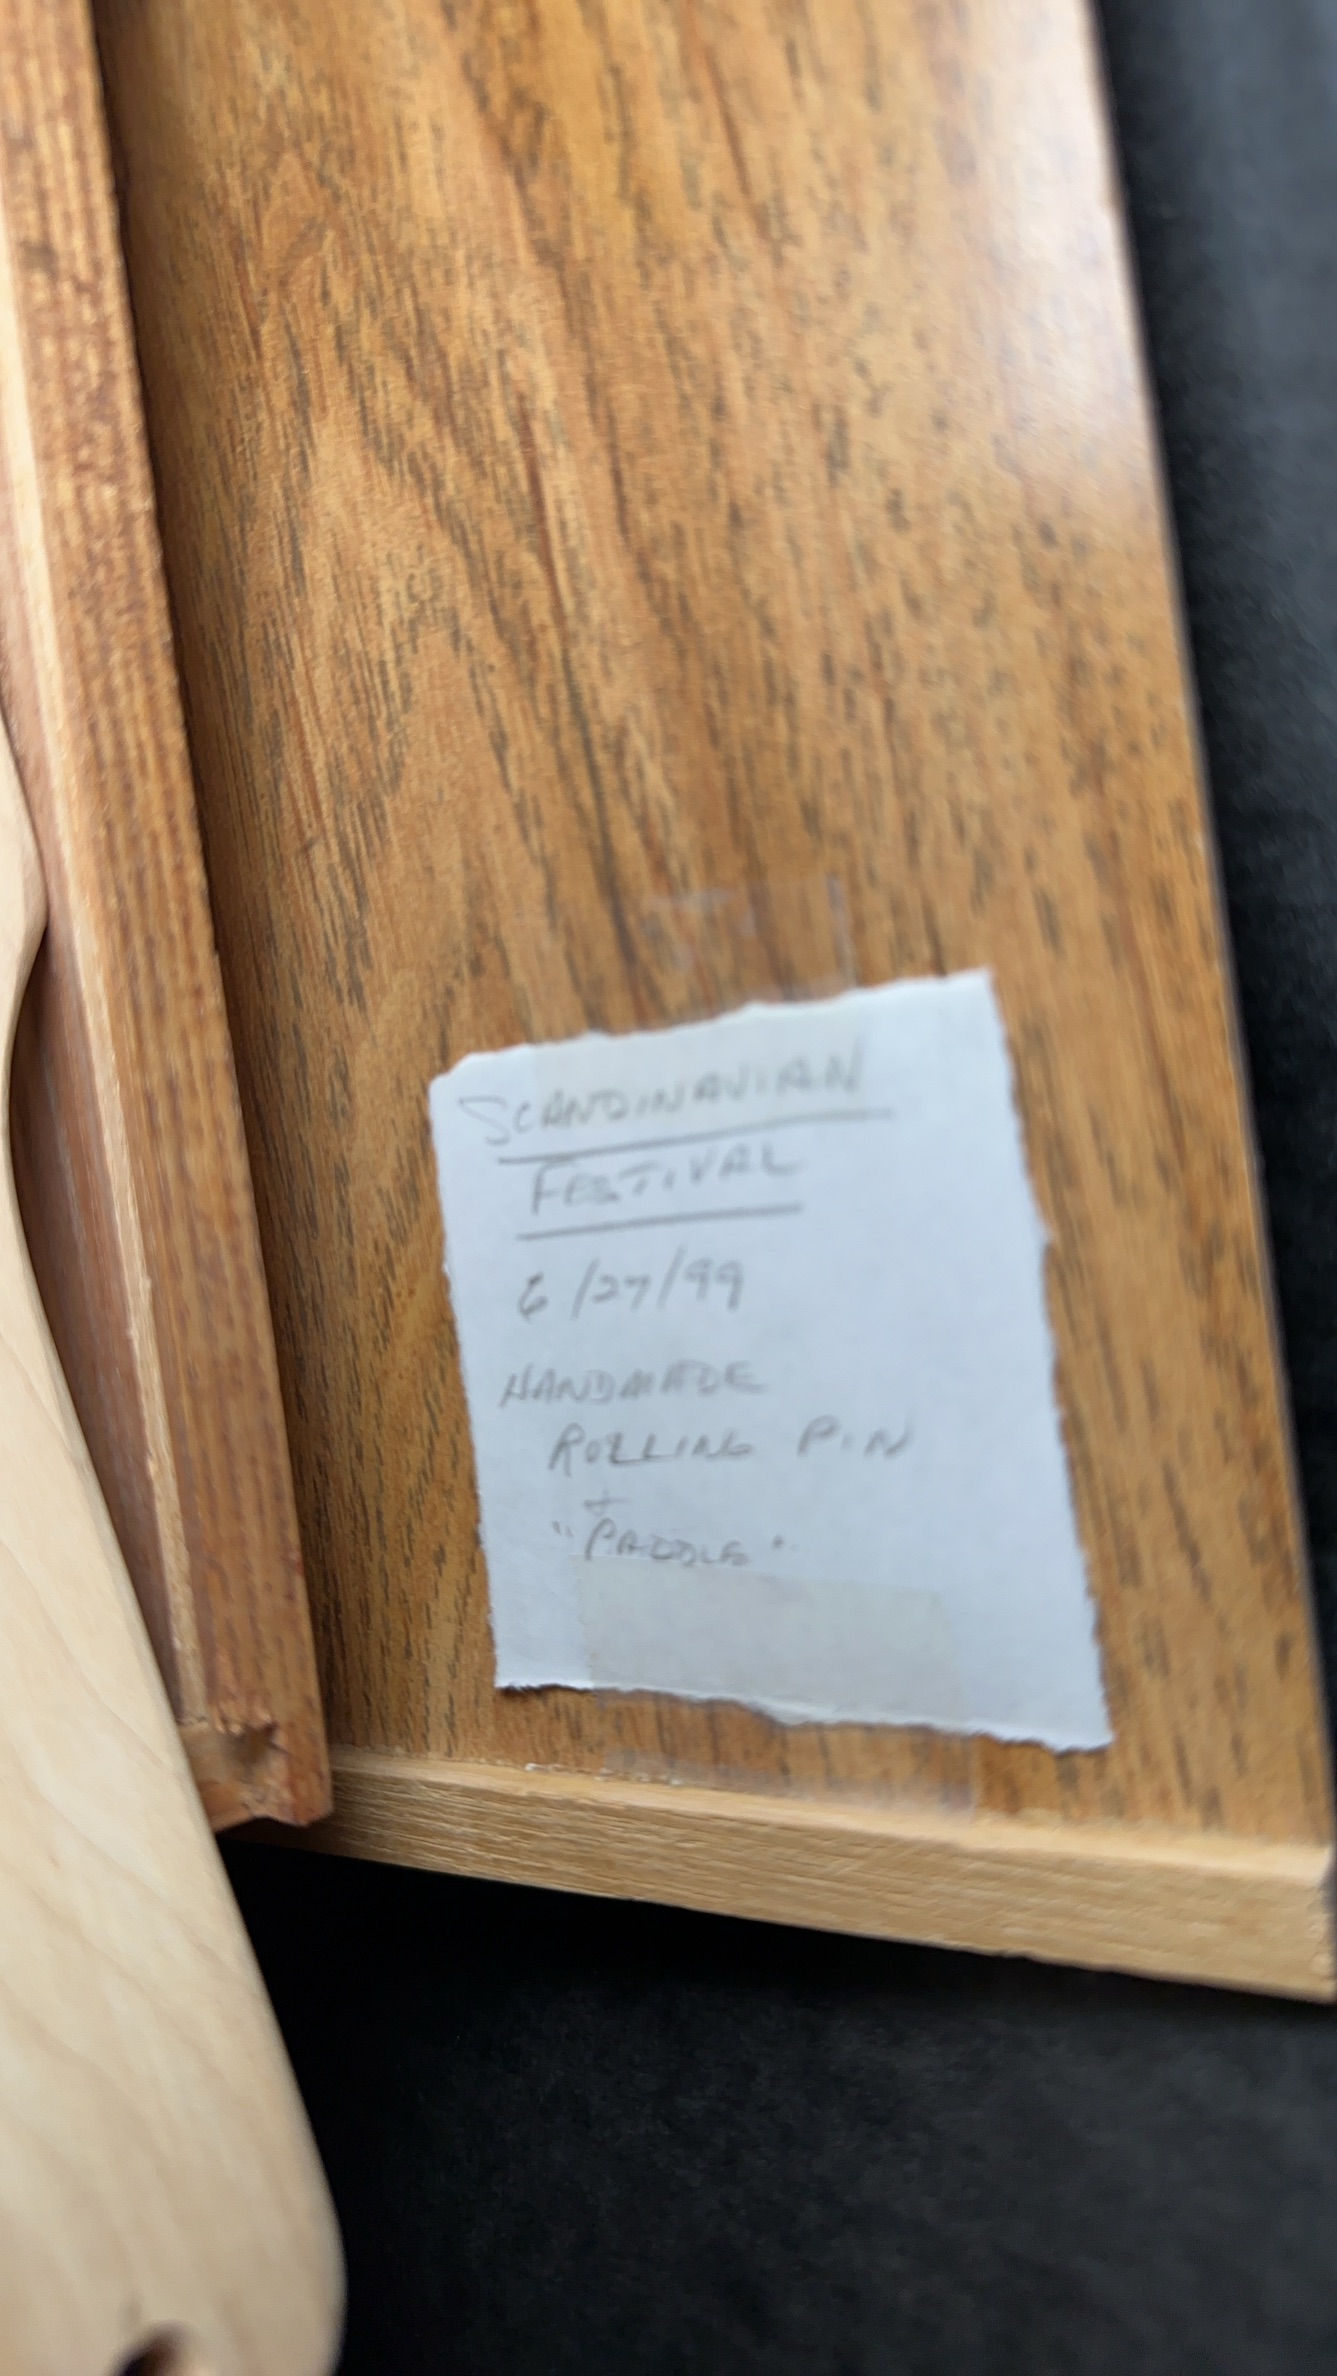 SCANDINAVIAN
FESTIVAL
6/27/99
HANDMADE
ROLLING PIN
+
"PADDLE"